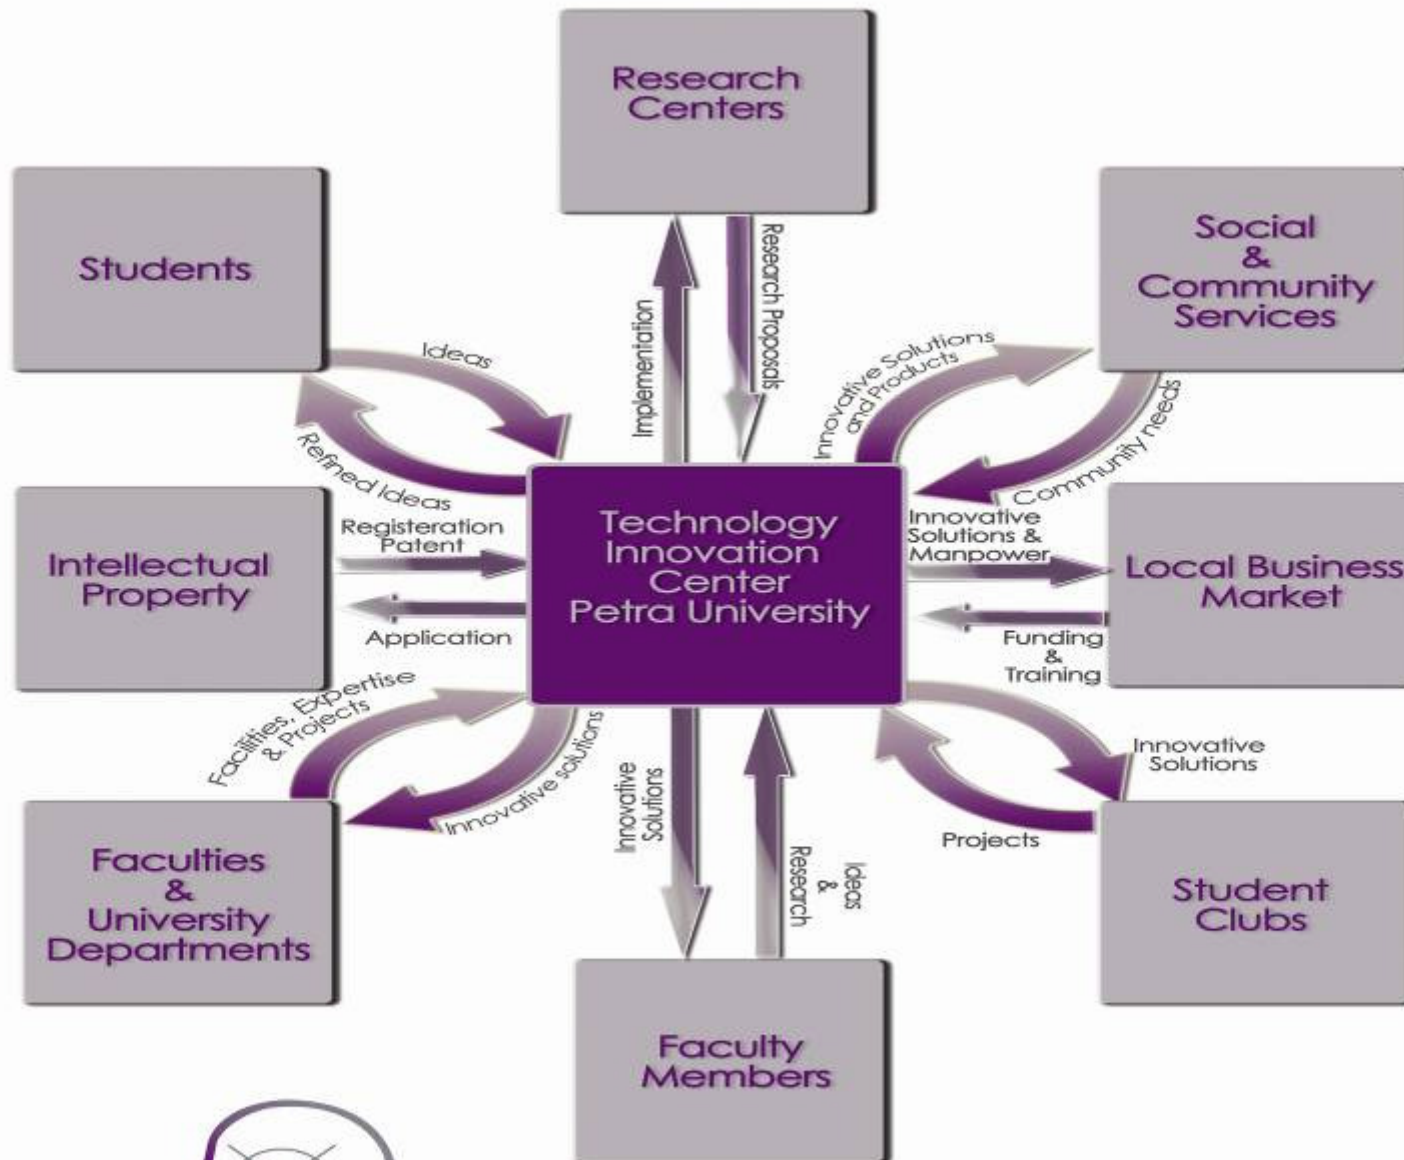 Research
Centers
Students
Social
&
Community
Services
Ideas
Refined Ideas
Implementation
Research Proposals
Innovative Solutions
and Products
Community needs
Intellectual
Property
Registeration
Patent
Application
Technology
Innovation
Center
Petra University
Innovative
Solutions &
Manpower
Funding
&
Training
Local Business
Market
Facilities, Expertise
& Projects
Innovative solutions
Innovative
Solutions
Ideas
&
Research
Innovative
Solutions
Projects
Faculties
&
University
Departments
Student
Clubs
Faculty
Members